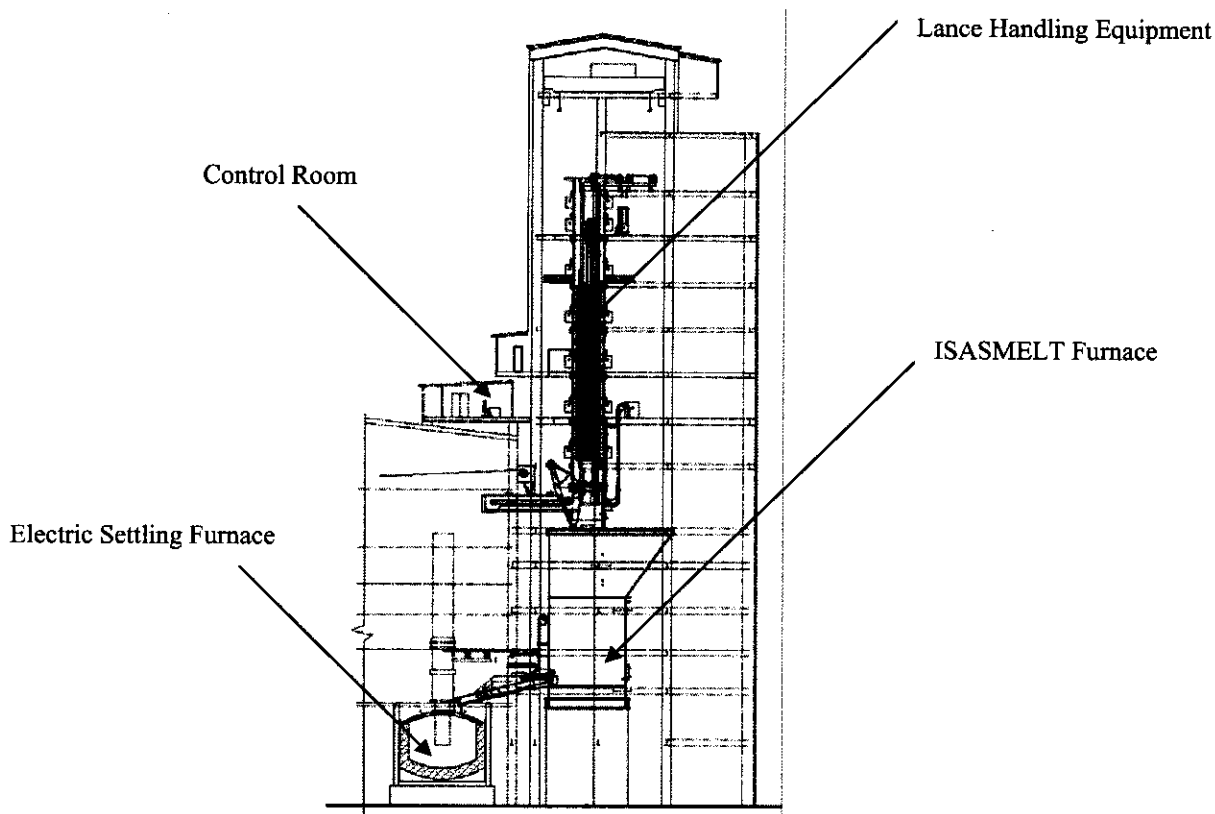 Lance Handling Equipment
Control Room
ISASMELT Furnace
Electric Settling Furnace